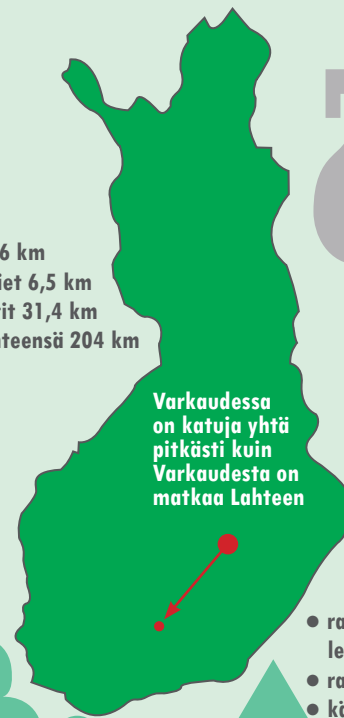 6 km
iet 6,5 km
it 31,4 km
teensä 204 km
Varkaudessa
on katuja yhtä
pitkästi kuin
Varkaudesta on
matkaa Lahteen
● ra
le
● ra
● kä